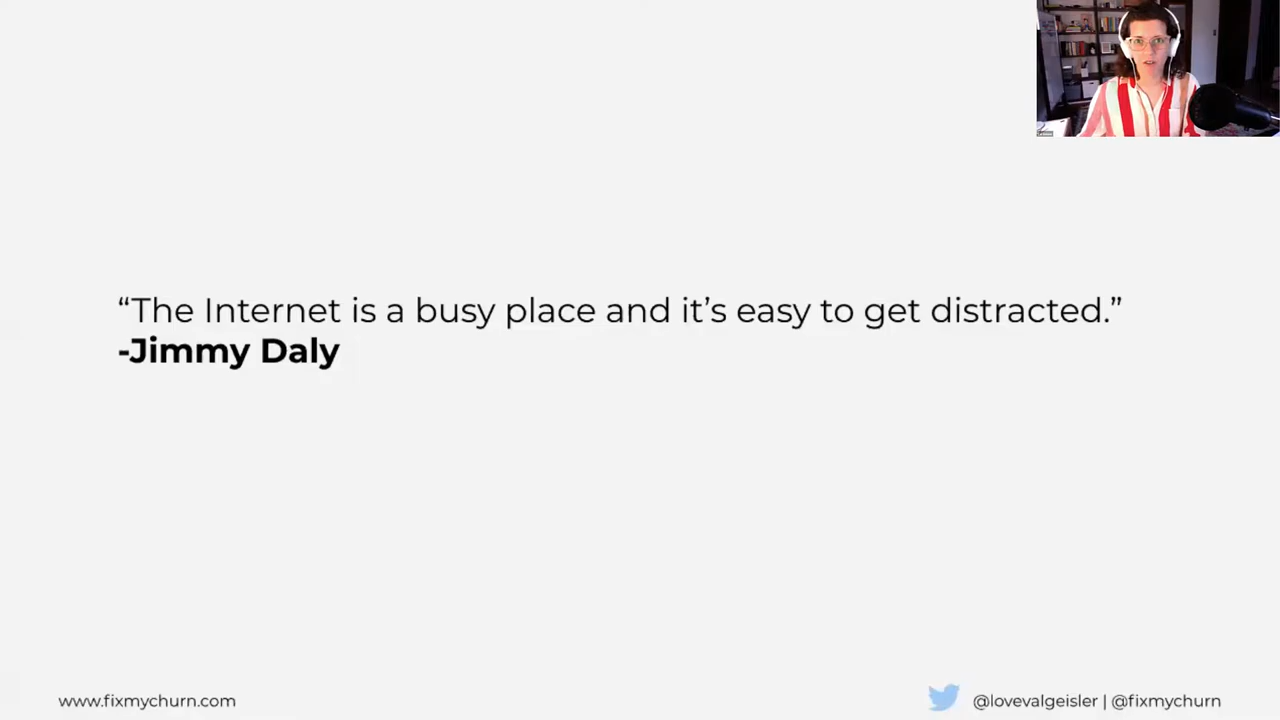 “The Internet is a busy place and it’s easy to get distracted.”
-Jimmy Daly
www.fixmychurn.com
@lovevalgeisler | @fixmychurn